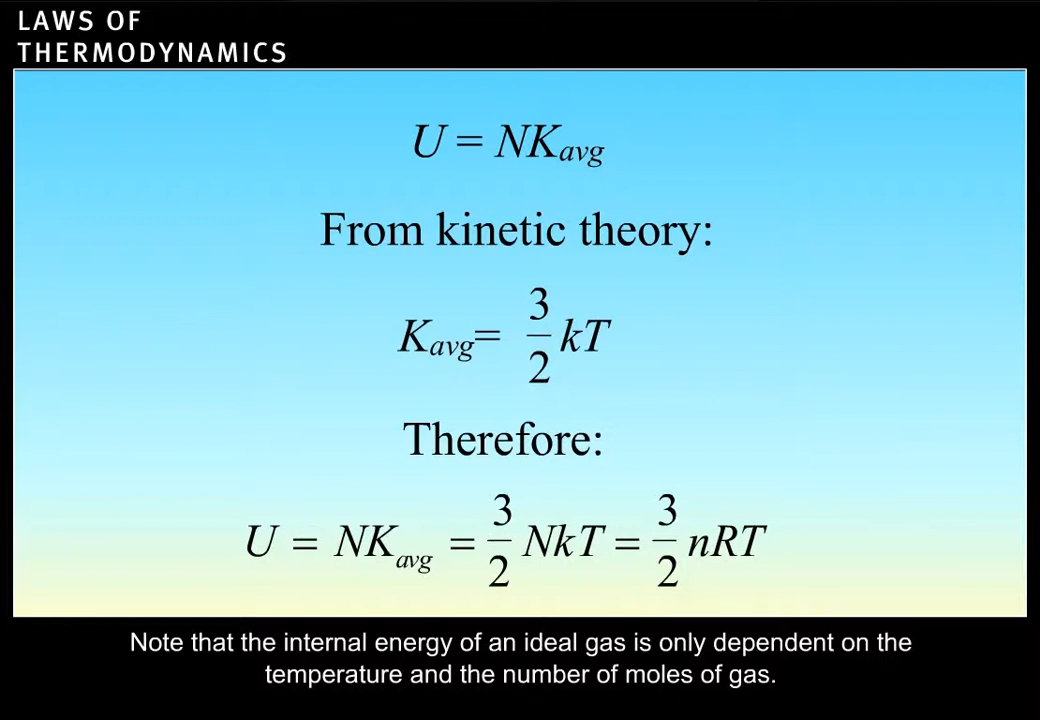 LAWS OF
THERMODYNAMICS
U = NK_avg
From kinetic theory:
K_avg = 3/2 kT
Therefore:
U = NK_avg = 3/2 NkT = 3/2 nRT
Note that the internal energy of an ideal gas is only dependent on the
temperature and the number of moles of gas.